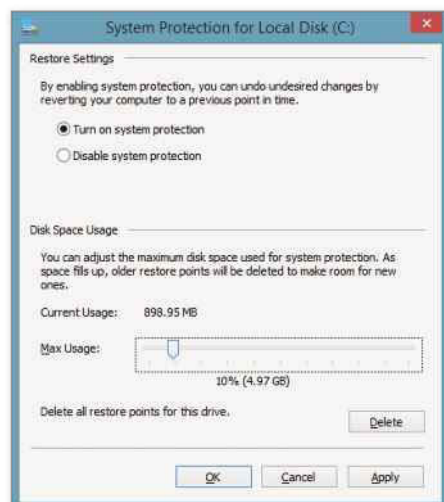 System Protection for Local Disk (C:)
Restore Settings
By enabling system protection, you can undo undesired changes by
reverting your computer to a previous point in time.
Turn on system protection
Disable system protection
Disk Space Usage
You can adjust the maximum disk space used for system protection. As
space fills up, older restore points will be deleted to make room for new
ones.
Current Usage: 898.95 MB
Max Usage:
10% (4.97 GB)
Delete all restore points for this drive.
Delete
OK Cancel Apply